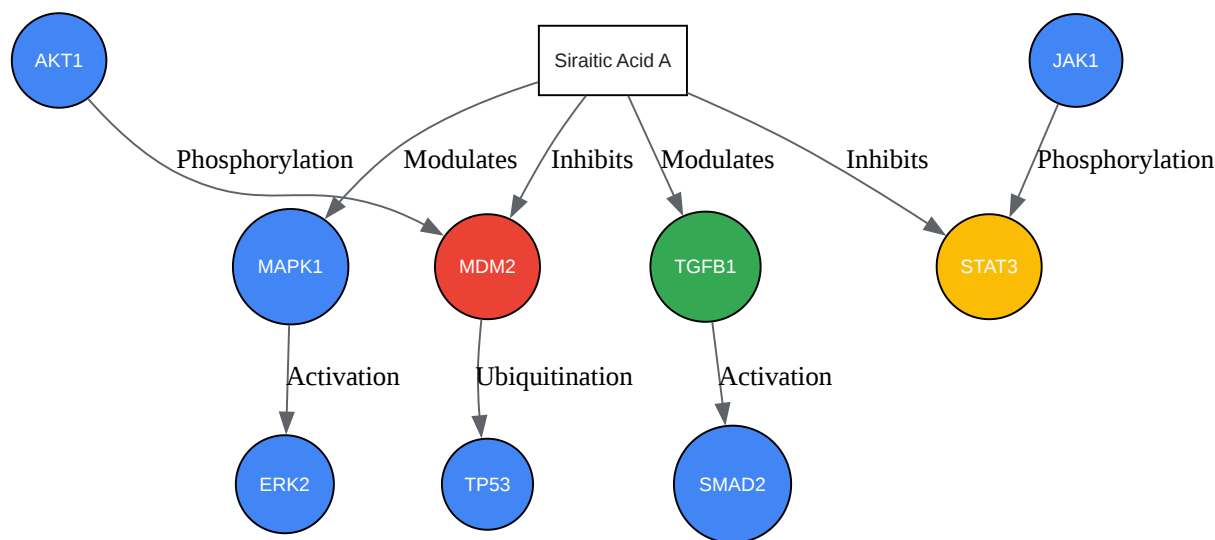 AKT1
Siraitic Acid A
JAK1
Phosphorylation
Modulates
Inhibits
Modulates
Inhibits
Phosphorylation
MAPK1
MDM2
TGFB1
STAT3
Activation
Ubiquitination
Activation
ERK2
TP53
SMAD2